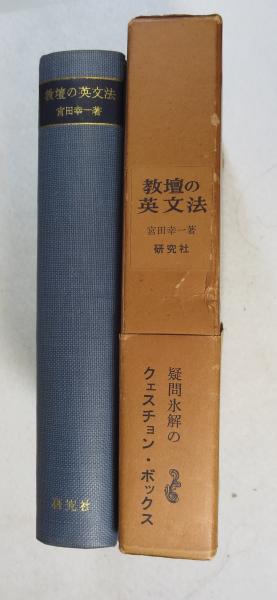 教壇の英文法
宮田幸一著
研究社
教壇の
英文法
宮田幸一著
研究社
疑問氷解の
クェスチョン・ボックス